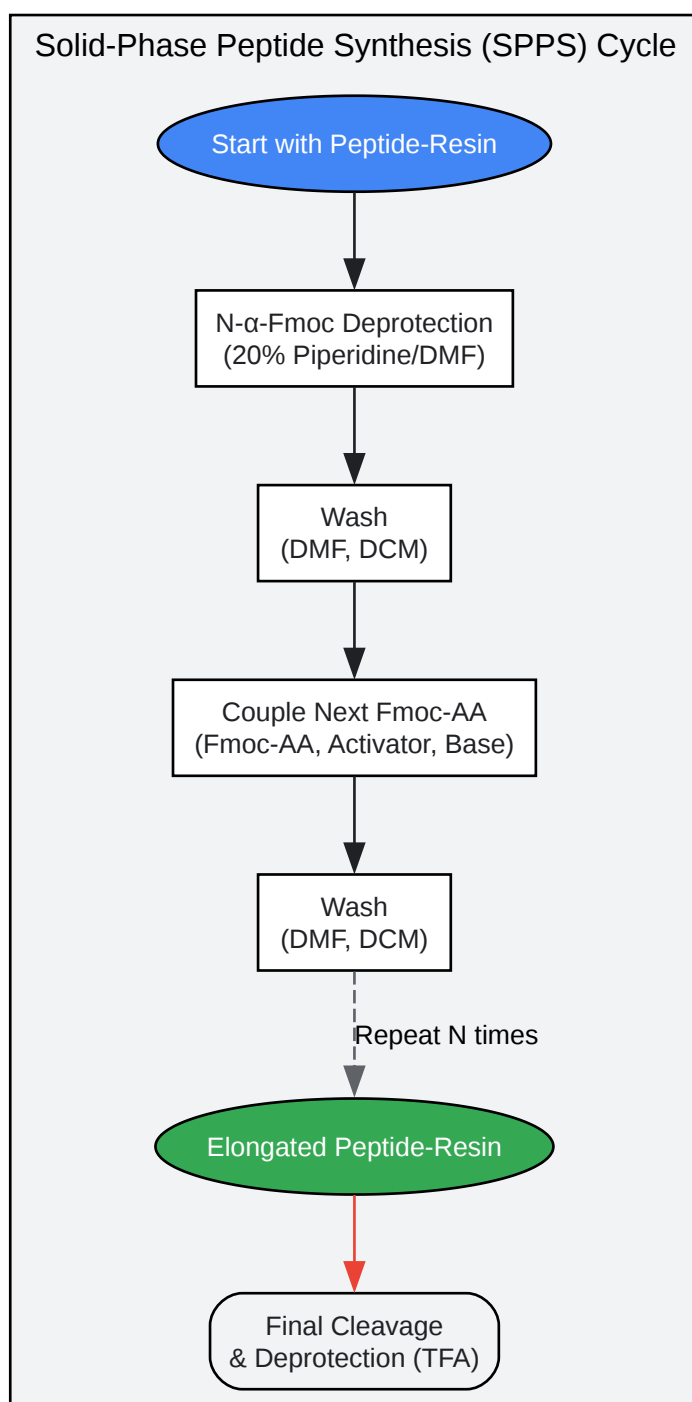 Solid-Phase Peptide Synthesis (SPPS) Cycle
Start with Peptide-Resin
N-α-Fmoc Deprotection
(20% Piperidine/DMF)
Wash
(DMF, DCM)
Couple Next Fmoc-AA
(Fmoc-AA, Activator, Base)
Wash
(DMF, DCM)
Repeat N times
Elongated Peptide-Resin
Final Cleavage
& Deprotection (TFA)